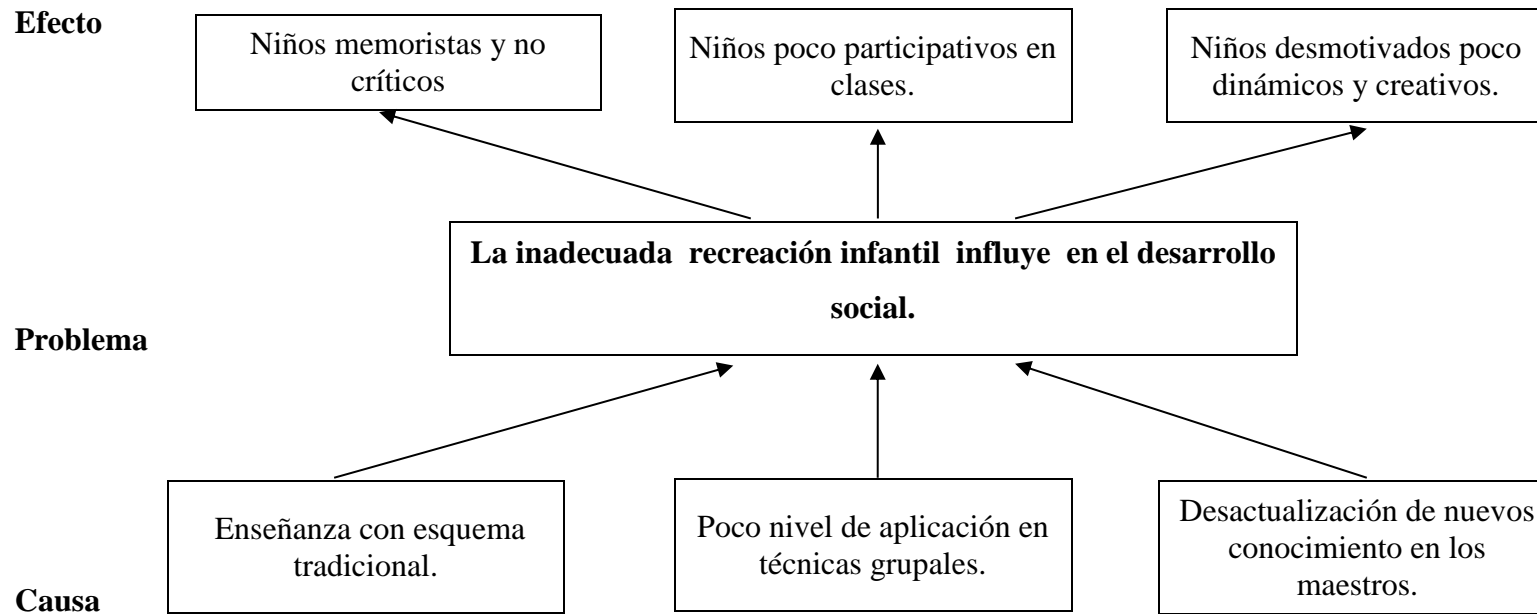 Efecto
Niños memoristas y no
críticos
Niños poco participativos en
clases.
Niños desmotivados poco
dinámicos y creativos.
La inadecuada recreación infantil influye en el desarrollo
social.
Problema
Enseñanza con esquema
tradicional.
Poco nivel de aplicación en
técnicas grupales.
Desactualización de nuevos
conocimiento en los
maestros.
Causa